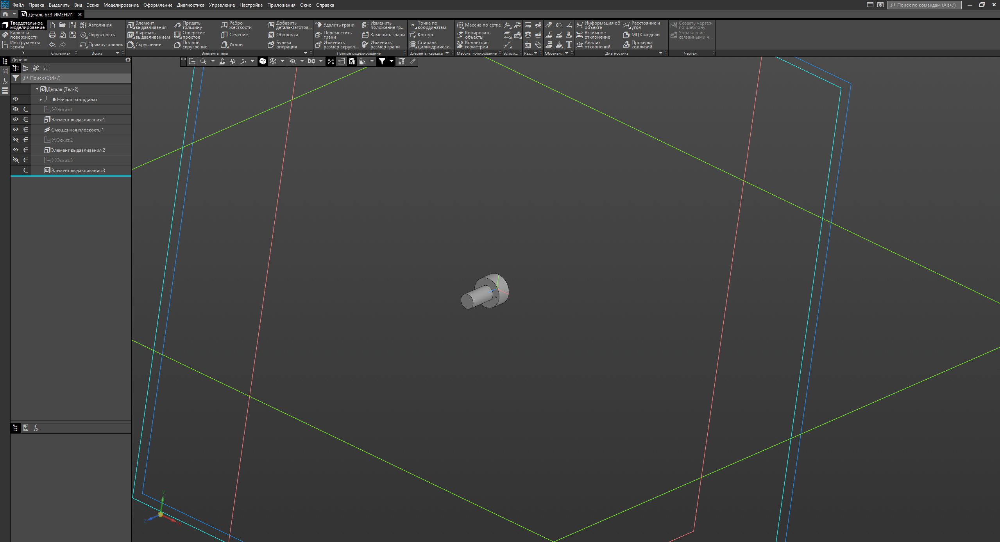 Файл Правка Выделить Вид Эскиз Моделирование Оформление Диагностика Управление Настройка Приложения Окно Справка
Поиск по командам (Alt+/)
Деталь БЕЗ ИМЕНИ1
Твердотельное моделирование
Каркас и поверхности
Инструменты эскиза
Системная
Автолиния
Окружность
Прямоугольник
Эскиз
Элемент выдавливания
Вырезать выдавливанием
Скругление
Придать толщину
Отверстие простое
Полное скругление
Ребро жесткости
Сечение
Уклон
Добавить деталь-заготов...
Оболочка
Булева операция
Элементы тела
Удалить грани
Переместить грани
Изменить размер скругл...
Изменить положение гр...
Заменить грани
Изменить размер грани
Прямое моделирование
Точка по координатам
Контур
Спираль цилиндрическ...
Элементы каркаса
Массив по сетке
Копировать объекты
Коллекция геометрии
Массив, копирование
Вспом...
Раз...
Обознач...
Информация об объекте
Взаимное отклонение
Анализ отклонений
Расстояние и угол
МЦХ модели
Проверка коллизий
Диагностика
Создать чертеж по шаблону
Управление связанными ч...
Чертеж
Дерево
Поиск (Ctrl+/)
Деталь (Тел-2)
Начало координат
(-)Эскиз:1
Элемент выдавливания:1
Смещенная плоскость:1
(-)Эскиз:2
Элемент выдавливания:2
(-)Эскиз:3
Элемент выдавливания:3
Y
Z
X